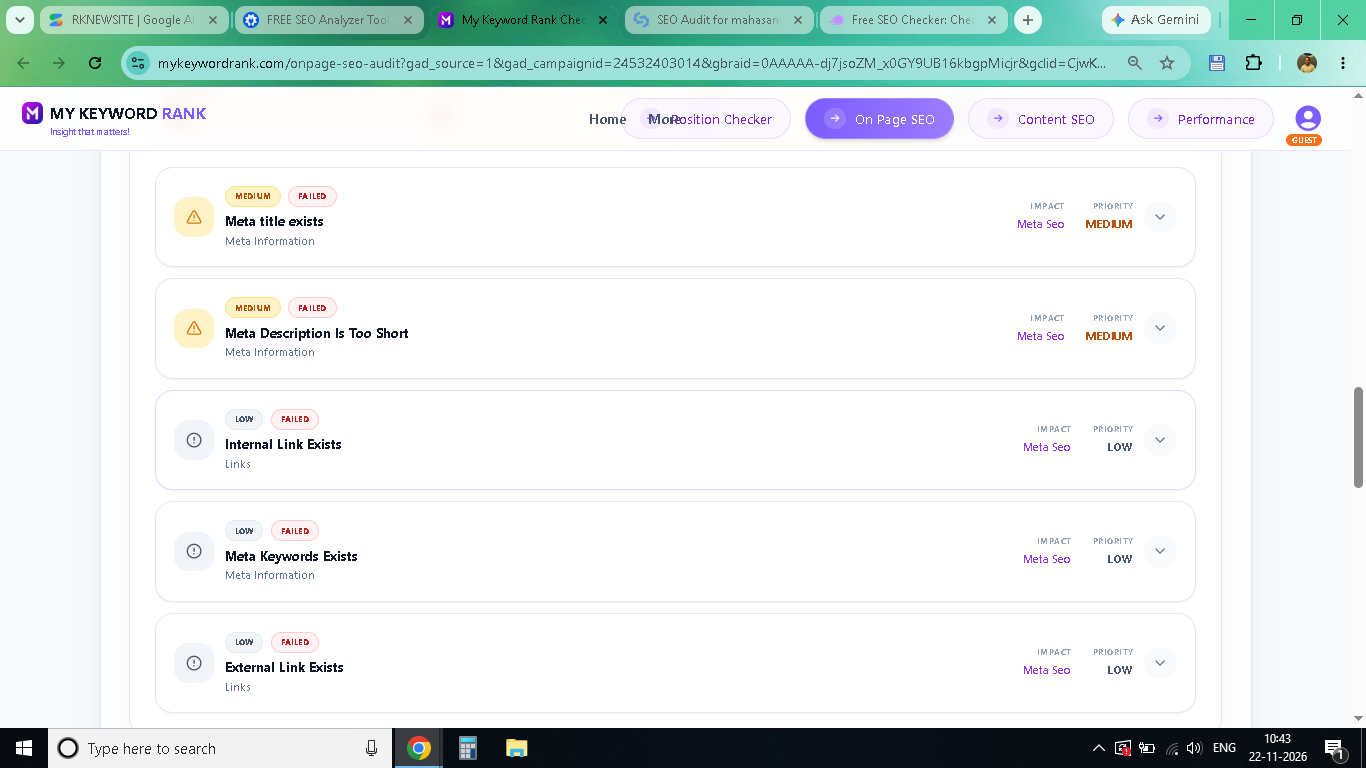 RKNEWSITE | Google AI
FREE SEO Analyzer Tool
My Keyword Rank Chec
SEO Audit for mahasan
Free SEO Checker: Chec
Ask Gemini
mykeywordrank.com/onpage-seo-audit?gad_source=1&gad_campaignid=24532403014&gbraid=0AAAAA-dj7jsoZM_x0GY9UB16kbgpMicjr&gclid=CjwK...
MY KEYWORD RANK
Insight that matters!
Home
More
Position Checker
On Page SEO
Content SEO
Performance
GUEST
MEDIUM FAILED
Meta title exists
Meta Information
IMPACT PRIORITY
Meta Seo MEDIUM
MEDIUM FAILED
Meta Description Is Too Short
Meta Information
IMPACT PRIORITY
Meta Seo MEDIUM
LOW FAILED
Internal Link Exists
Links
IMPACT PRIORITY
Meta Seo LOW
LOW FAILED
Meta Keywords Exists
Meta Information
IMPACT PRIORITY
Meta Seo LOW
LOW FAILED
External Link Exists
Links
IMPACT PRIORITY
Meta Seo LOW
Type here to search
ENG
10:43
22-11-2026
1